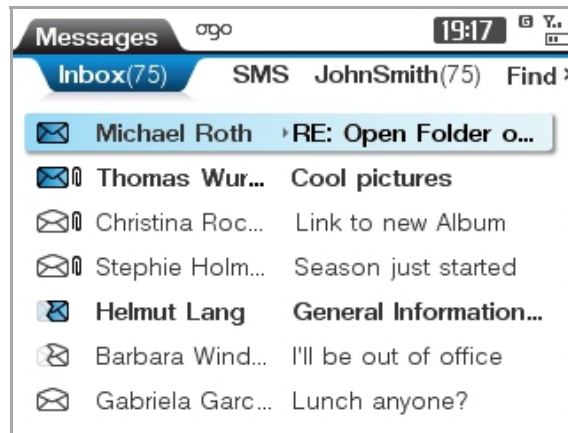 Messages ogo 19:17 G
Inbox(75) SMS JohnSmith(75) Find
Michael Roth RE: Open Folder o...
Thomas Wur... Cool pictures
Christina Roc... Link to new Album
Stephie Holm... Season just started
Helmut Lang General Information...
Barbara Wind... I'll be out of office
Gabriela Garc... Lunch anyone?